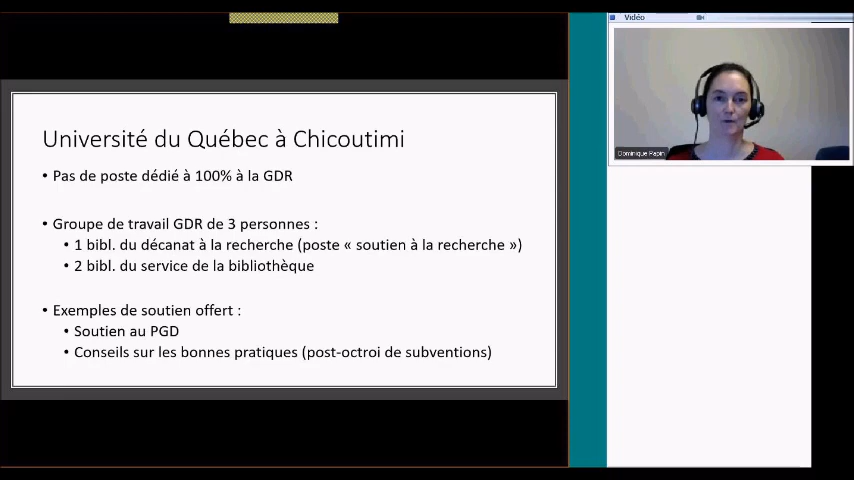 Vidéo
Université du Québec à Chicoutimi
• Pas de poste dédié à 100% à la GDR
• Groupe de travail GDR de 3 personnes :
• 1 bibl. du décanat à la recherche (poste « soutien à la recherche »)
• 2 bibl. du service de la bibliothèque
• Exemples de soutien offert :
• Soutien au PGD
• Conseils sur les bonnes pratiques (post-octroi de subventions)
Dominique Papin